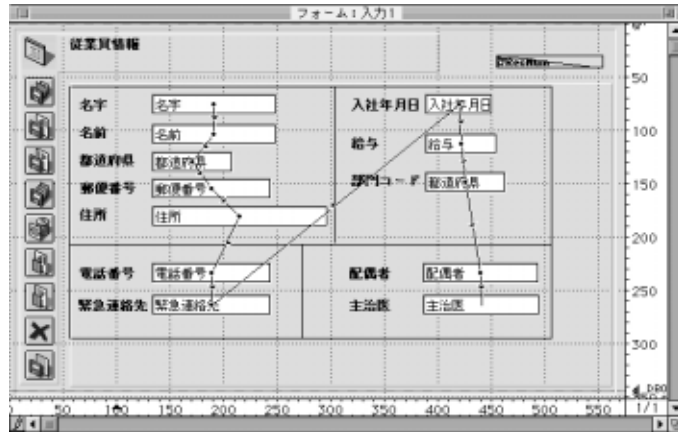 フォーム:入力1
従業員情報
50
名字 名字 入社年月日 入社年月日
名前 名前
100
給与 給与
都道府県 都道府県
150
郵便番号 郵便番号 部門コード 都道府県
住所 住所
200
250
電話番号 電話番号 配偶者 配偶者
緊急連絡先 緊急連絡先 主治医 主治医
300
50 100 150 200 250 300 350 400 450 500 550 1/1